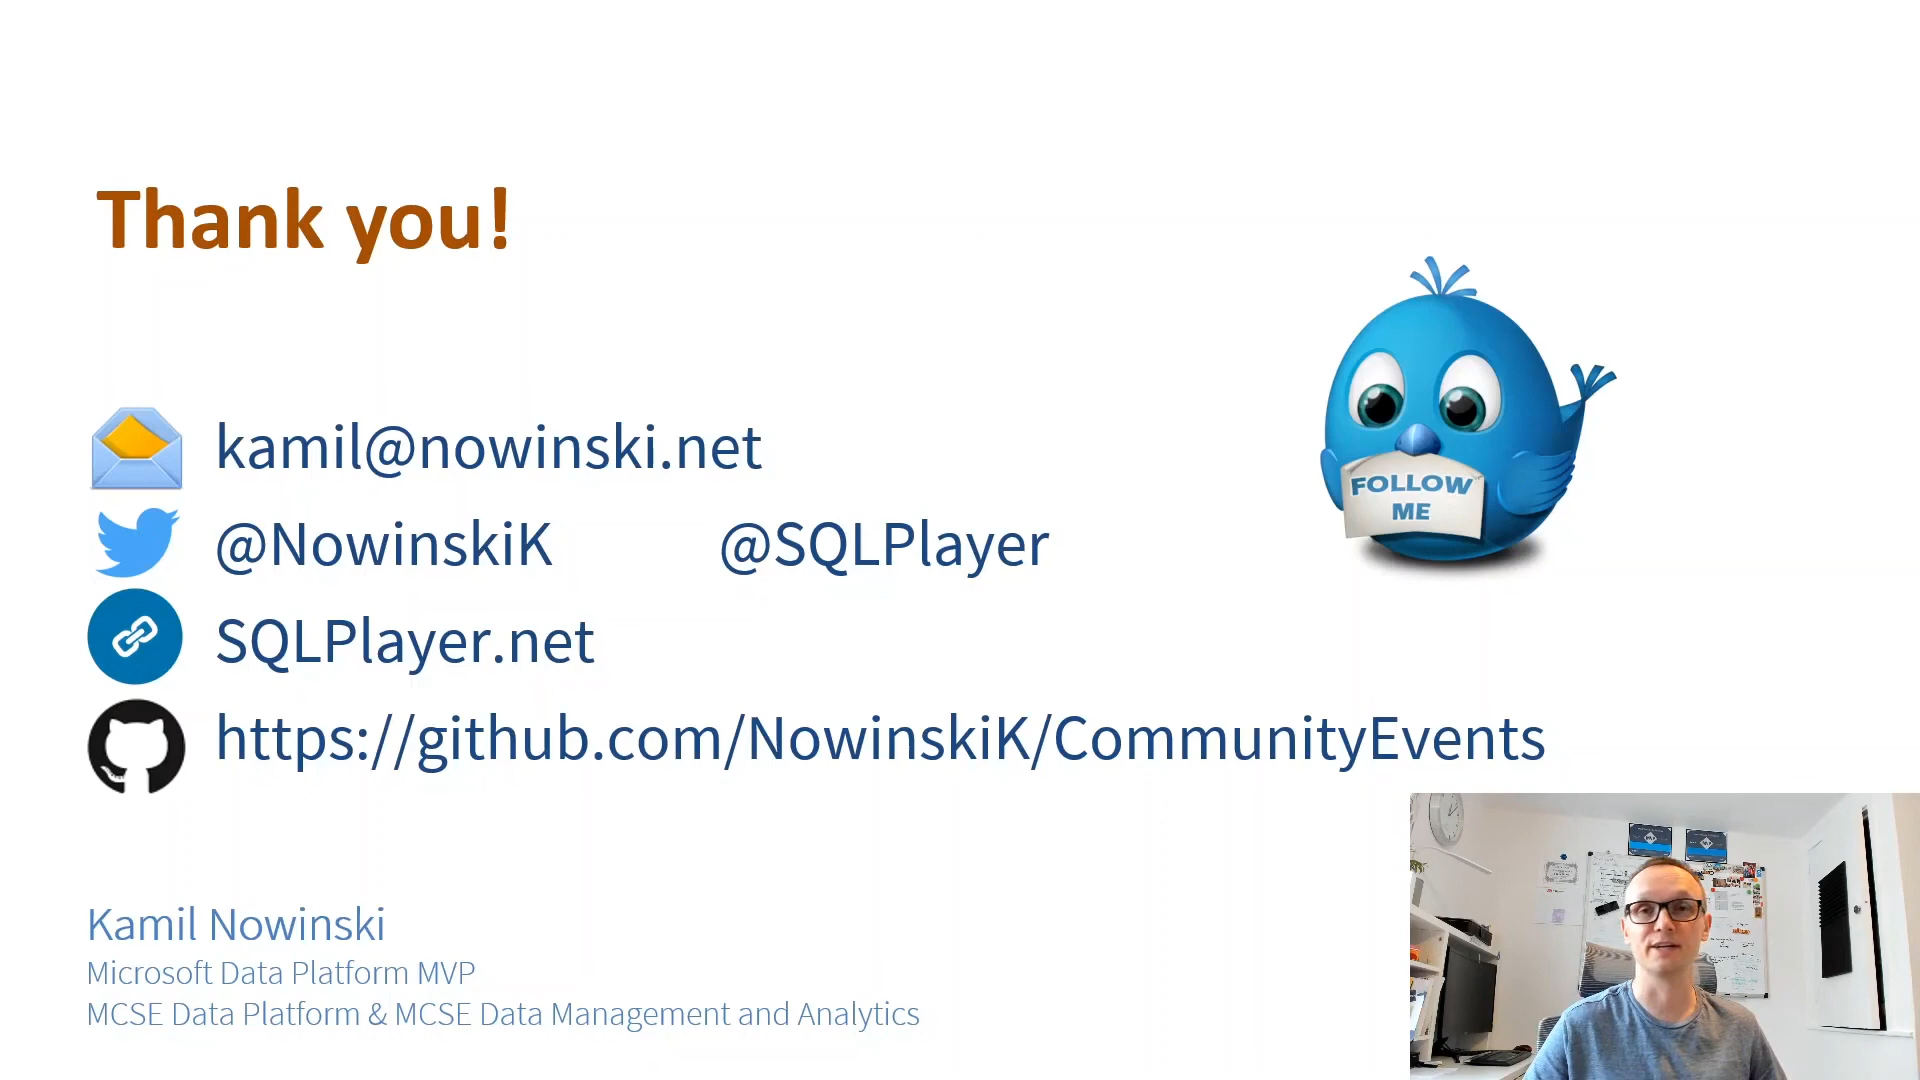 Thank you!
kamil@nowinski.net
@NowinskiK @SQLPlayer
SQLPlayer.net
https://github.com/NowinskiK/CommunityEvents
FOLLOW
ME
Kamil Nowinski
Microsoft Data Platform MVP
MCSE Data Platform & MCSE Data Management and Analytics